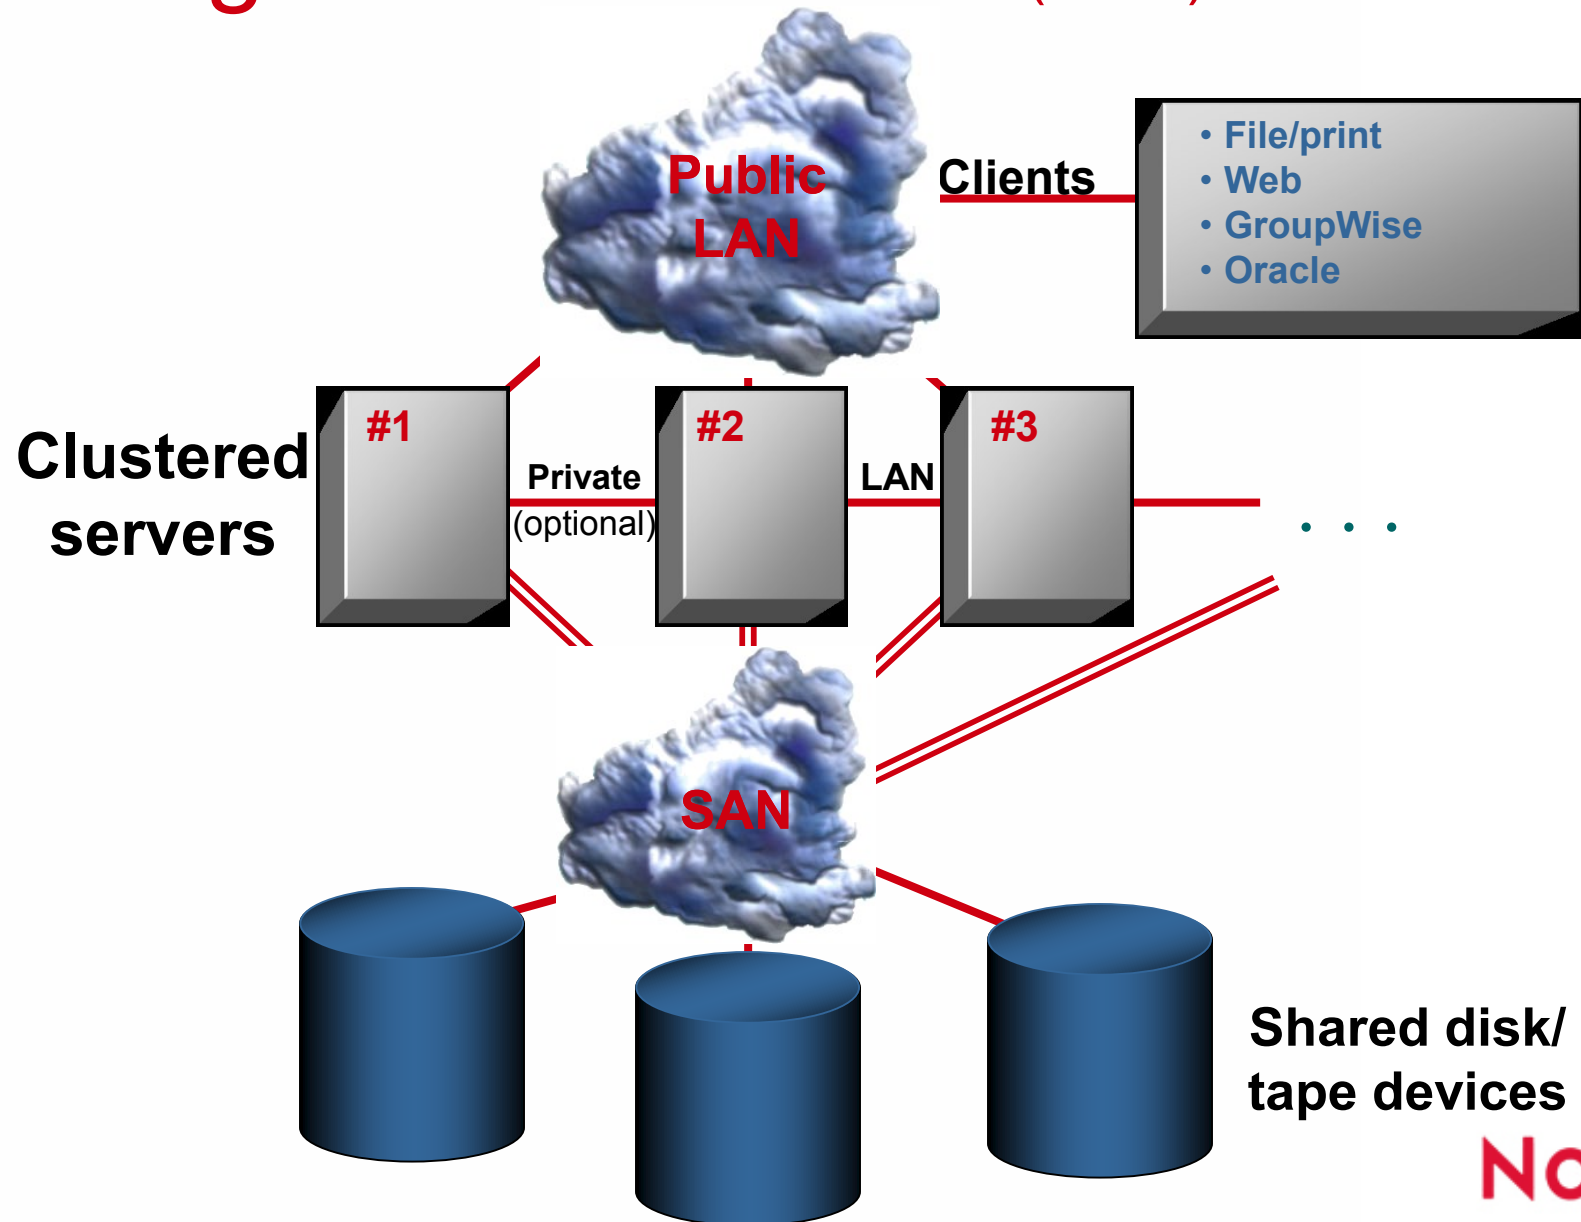 Public
LAN
Clients
• File/print
• Web
• GroupWise
• Oracle
#1
#2
#3
Clustered
servers
Private
LAN
(optional)
. . .
SAN
Shared disk/
tape devices